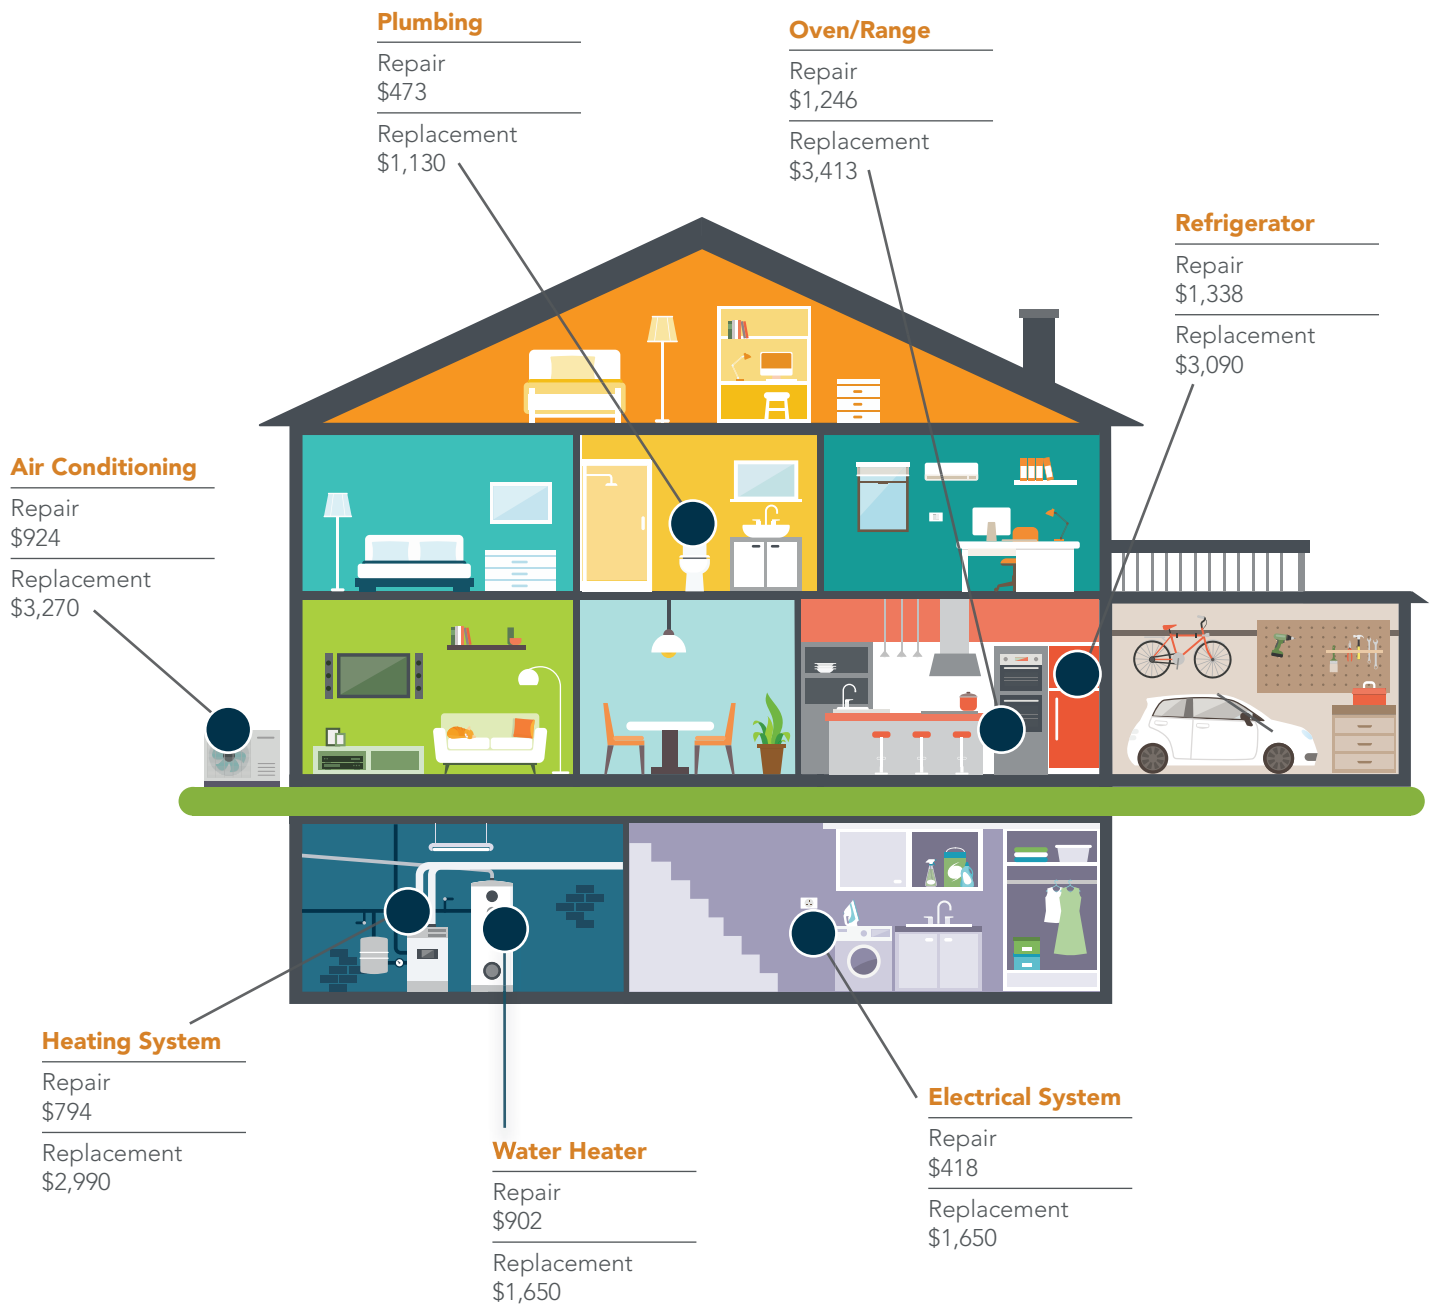 Plumbing
Repair
$473
Replacement
$1,130
Oven/Range
Repair
$1,246
Replacement
$3,413
Refrigerator
Repair
$1,338
Replacement
$3,090
Air Conditioning
Repair
$924
Replacement
$3,270
Heating System
Repair
$794
Replacement
$2,990
Water Heater
Repair
$902
Replacement
$1,650
Electrical System
Repair
$418
Replacement
$1,650